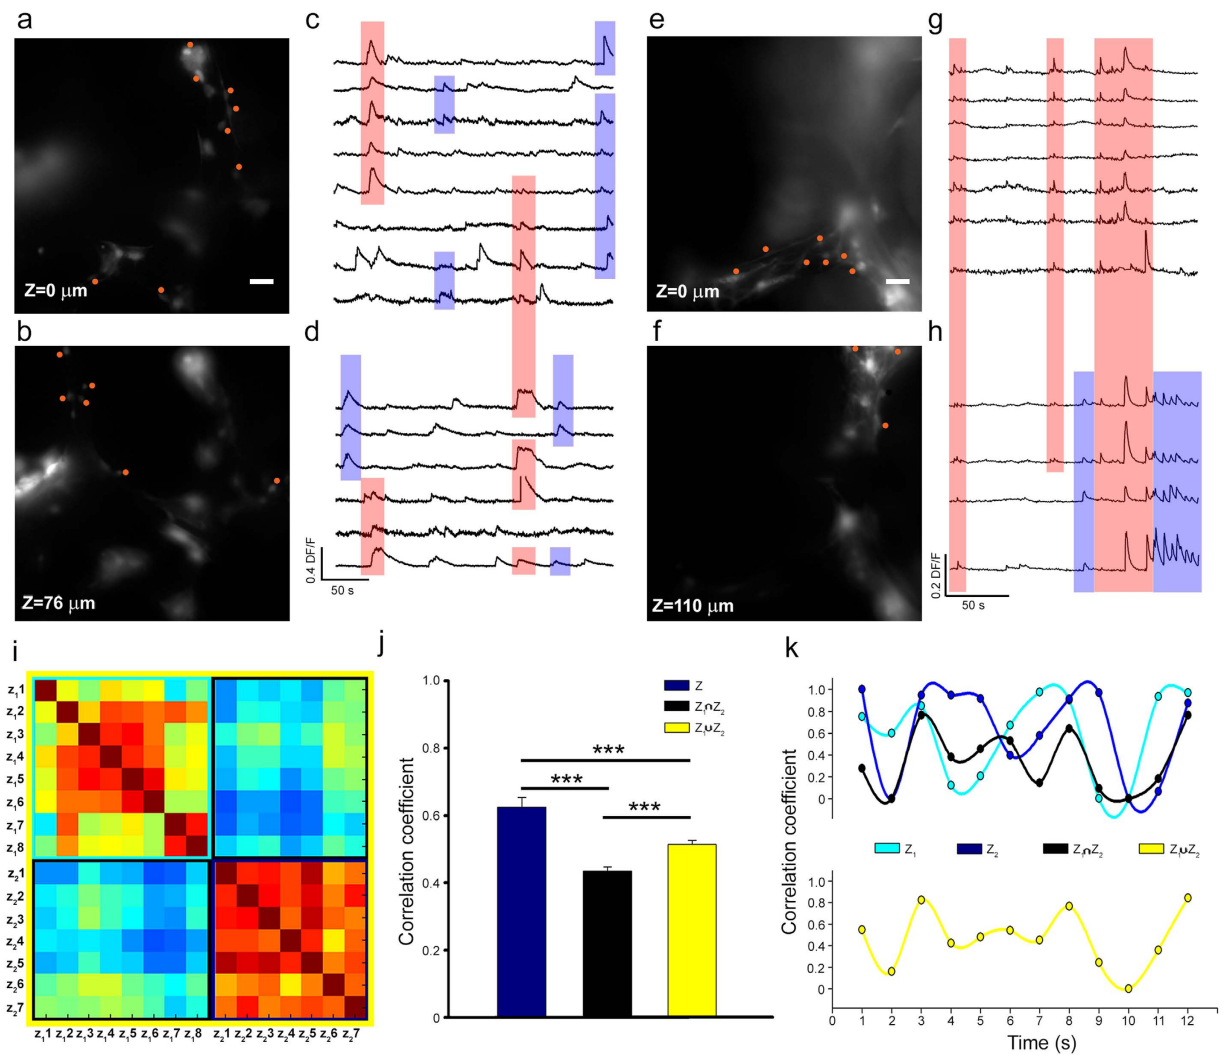 a
c
e
g
Z=0 μm
Z=0 μm
b
d
f
h
Z=76 μm
0.4 DF/F
50 s
Z=110 μm
0.2 DF/F
50 s
i
z₁1
z₁2
z₁3
z₁4
z₁5
z₁6
z₁7
z₁8
z₂1
z₂2
z₂3
z₂4
z₂5
z₂6
z₂7
z₁1 z₁2 z₁3 z₁4 z₁5 z₁6 z₁7 z₁8 z₂1 z₂2 z₂3 z₂4 z₂5 z₂6 z₂7
j
Correlation coefficient
1.0
0.8
0.6
0.4
0.2
0
Z
Z₁∩Z₂
Z₁∪Z₂
***
***
***
k
Correlation coefficient
1.0
0.8
0.6
0.4
0.2
0
Z₁ Z₂ Z₁∩Z₂ Z₁∪Z₂
1.0
0.8
0.6
0.4
0.2
0
0 1 2 3 4 5 6 7 8 9 10 11 12
Time (s)